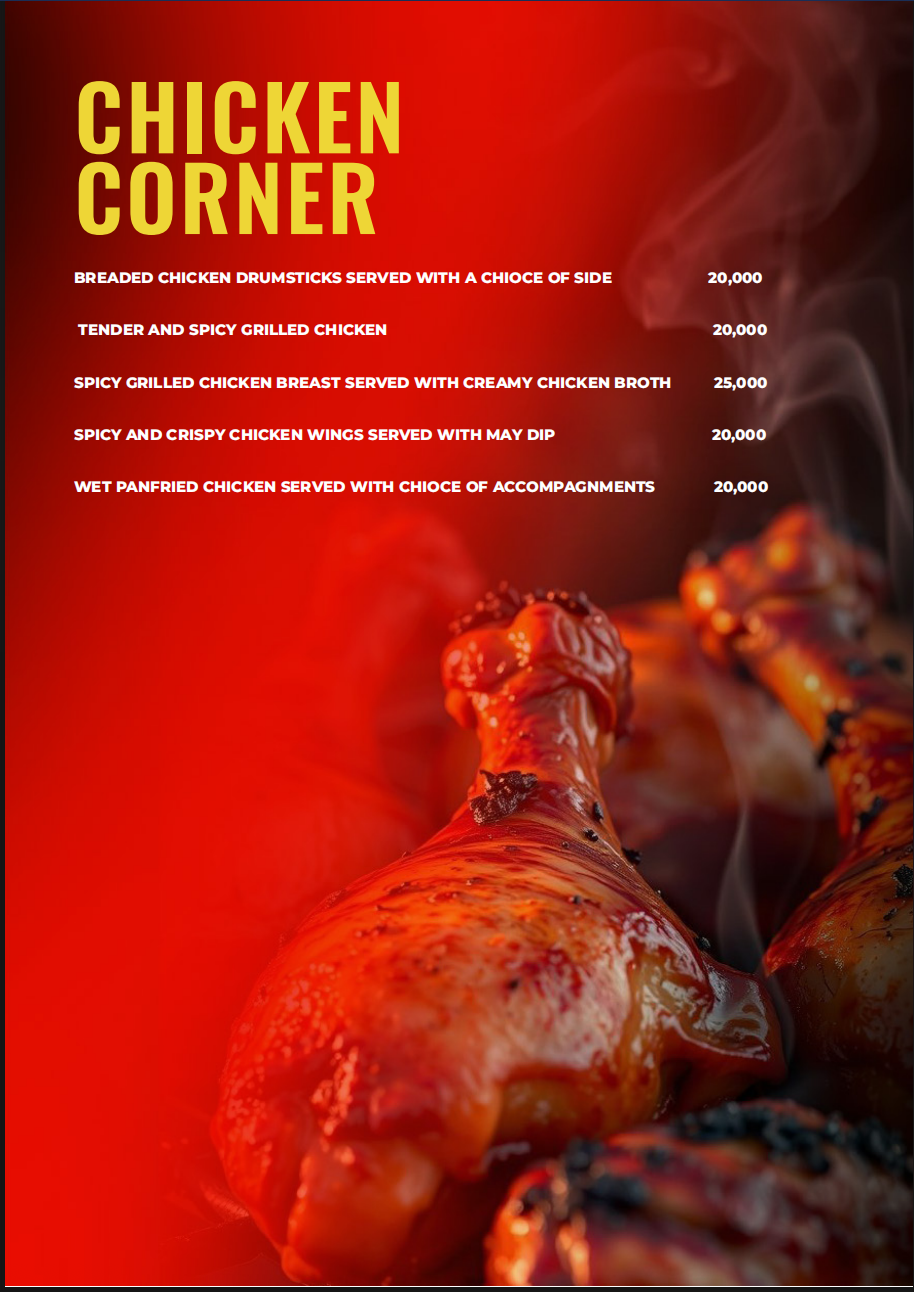 CHICKEN
CORNER
BREADED CHICKEN DRUMSTICKS SERVED WITH A CHIOCE OF SIDE 20,000
TENDER AND SPICY GRILLED CHICKEN 20,000
SPICY GRILLED CHICKEN BREAST SERVED WITH CREAMY CHICKEN BROTH 25,000
SPICY AND CRISPY CHICKEN WINGS SERVED WITH MAY DIP 20,000
WET PANFRIED CHICKEN SERVED WITH CHIOCE OF ACCOMPAGNMENTS 20,000